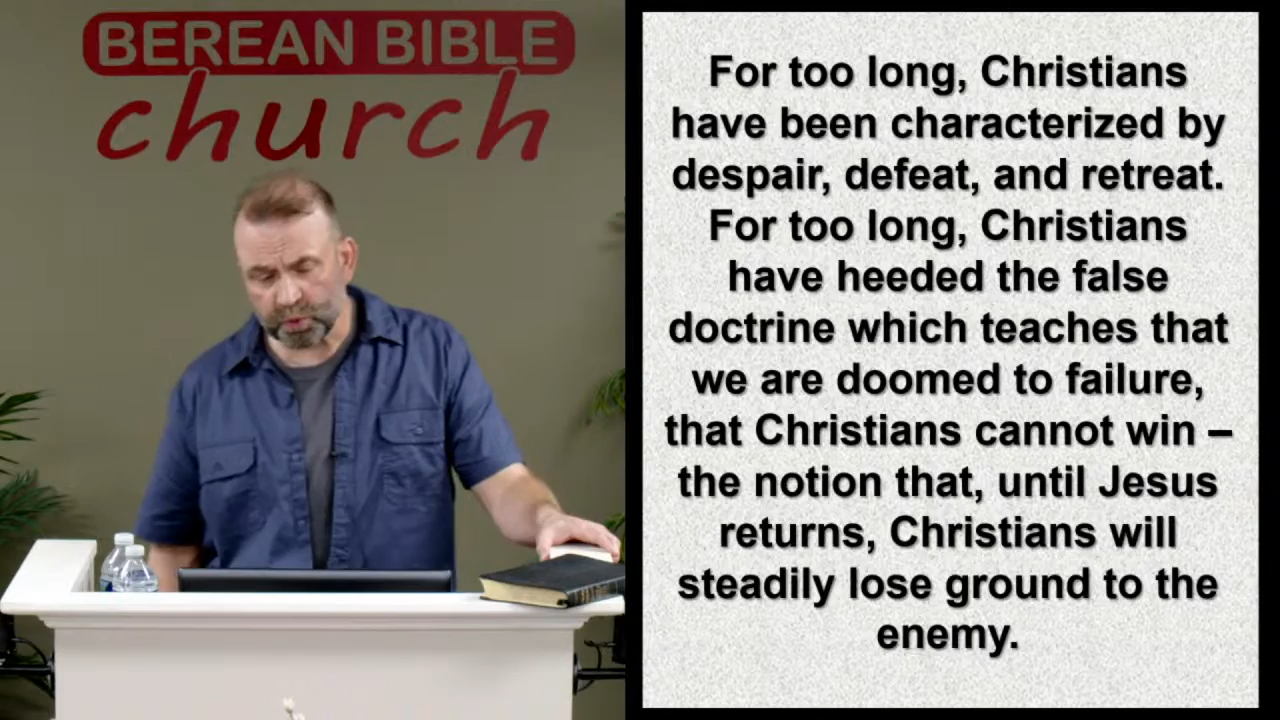 BEREAN BIBLE
church
For too long, Christians
have been characterized by
despair, defeat, and retreat.
For too long, Christians
have heeded the false
doctrine which teaches that
we are doomed to failure,
that Christians cannot win –
the notion that, until Jesus
returns, Christians will
steadily lose ground to the
enemy.